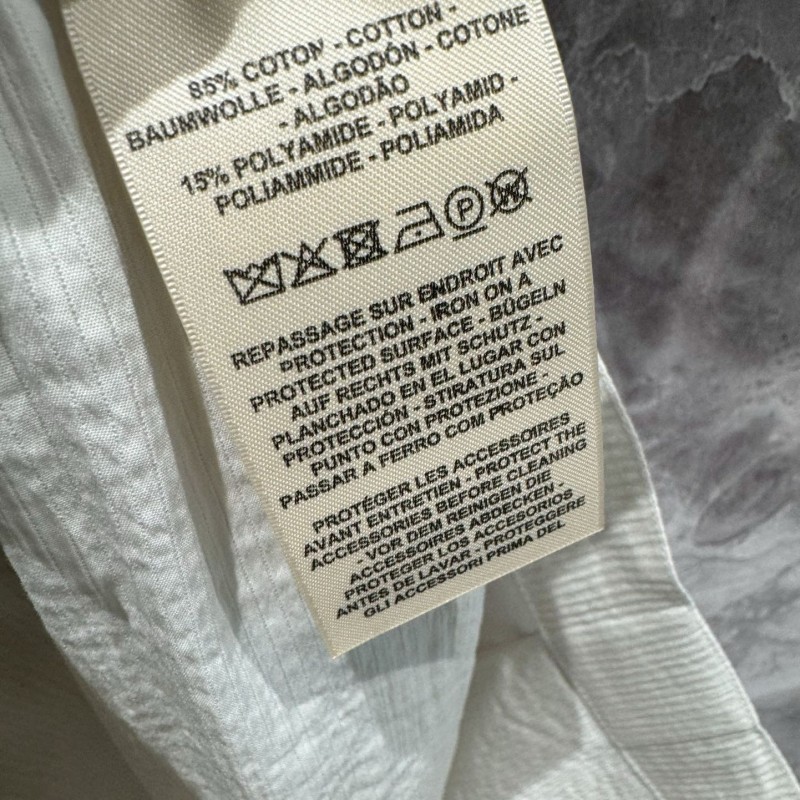 85% COTON - COTTON -
BAUMWOLLE - ALGODÓN - COTONE
- ALGODÃO
15% POLYAMIDE - POLYAMID -
POLIAMMIDE - POLIAMIDA
P
W
REPASSAGE SUR ENDROIT AVEC
PROTECTION - IRON ON A
PROTECTED SURFACE - BÜGELN
AUF RECHTS MIT SCHUTZ -
PLANCHADO EN EL LUGAR CON
PROTECCIÓN - STIRATURA SUL
PUNTO CON PROTEZIONE -
PASSAR A FERRO COM PROTEÇÃO
PROTÉGER LES ACCESSOIRES
AVANT ENTRETIEN - PROTECT THE
ACCESSORIES BEFORE CLEANING
- VOR DEM REINIGEN DIE
ACCESSOIRES ABDECKEN -
PROTEGER LOS ACCESORIOS
ANTES DE LAVAR - PROTEGGERE
GLI ACCESSORI PRIMA DEL